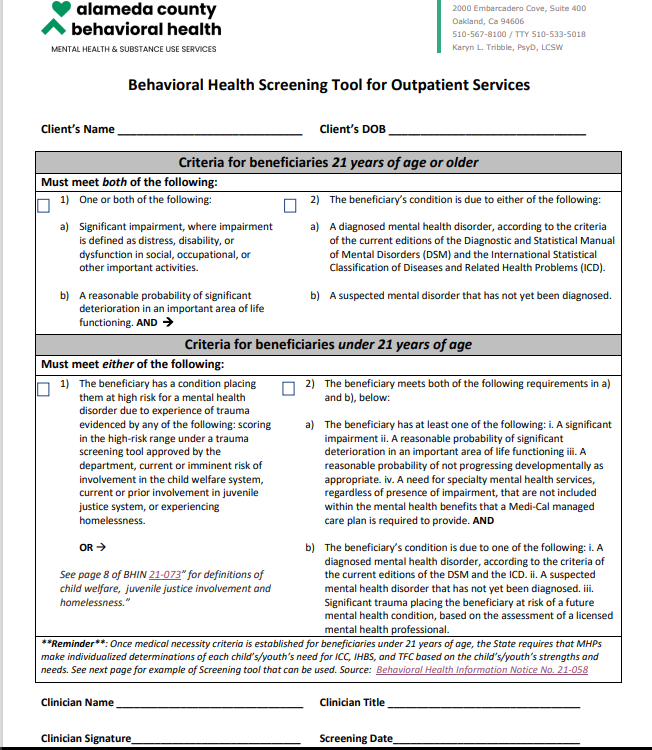 alameda county
behavioral health
MENTAL HEALTH & SUBSTANCE USE SERVICES
2000 Embarcadero Cove, Suite 400
Oakland, Ca 94606
510-567-8100 / TTY 510-533-5018
Karyn L. Tribble, PsyD, LCSW
Behavioral Health Screening Tool for Outpatient Services
Client's Name ____________________________ Client's DOB ______________________________
Criteria for beneficiaries 21 years of age or older
Must meet both of the following:
1) One or both of the following:
a) Significant impairment, where impairment
is defined as distress, disability, or
dysfunction in social, occupational, or
other important activities.
b) A reasonable probability of significant
deterioration in an important area of life
functioning. AND →
2) The beneficiary's condition is due to either of the following:
a) A diagnosed mental health disorder, according to the criteria
of the current editions of the Diagnostic and Statistical Manual
of Mental Disorders (DSM) and the International Statistical
Classification of Diseases and Related Health Problems (ICD).
b) A suspected mental disorder that has not yet been diagnosed.
Criteria for beneficiaries under 21 years of age
Must meet either of the following:
1) The beneficiary has a condition placing
them at high risk for a mental health
disorder due to experience of trauma
evidenced by any of the following: scoring
in the high-risk range under a trauma
screening tool approved by the
department, current or imminent risk of
involvement in the child welfare system,
current or prior involvement in juvenile
justice system, or experiencing
homelessness.
OR →
See page 8 of BHIN 21-073" for definitions of
child welfare, juvenile justice involvement and
homelessness."
2) The beneficiary meets both of the following requirements in a)
and b), below:
a) The beneficiary has at least one of the following: i. A significant
impairment ii. A reasonable probability of significant
deterioration in an important area of life functioning iii. A
reasonable probability of not progressing developmentally as
appropriate. iv. A need for specialty mental health services,
regardless of presence of impairment, that are not included
within the mental health benefits that a Medi-Cal managed
care plan is required to provide. AND
b) The beneficiary's condition is due to one of the following: i. A
diagnosed mental health disorder, according to the criteria of
the current editions of the DSM and the ICD. ii. A suspected
mental health disorder that has not yet been diagnosed. iii.
Significant trauma placing the beneficiary at risk of a future
mental health condition, based on the assessment of a licensed
mental health professional.
**Reminder**: Once medical necessity criteria is established for beneficiaries under 21 years of age, the State requires that MHPs
make individualized determinations of each child's/youth's need for ICC, IHBS, and TFC based on the child's/youth's strengths and
needs. See next page for example of Screening tool that can be used. Source: Behavioral Health Information Notice No. 21-058
Clinician Name ____________________________ Clinician Title ______________________________
Clinician Signature__________________________ Screening Date____________________________